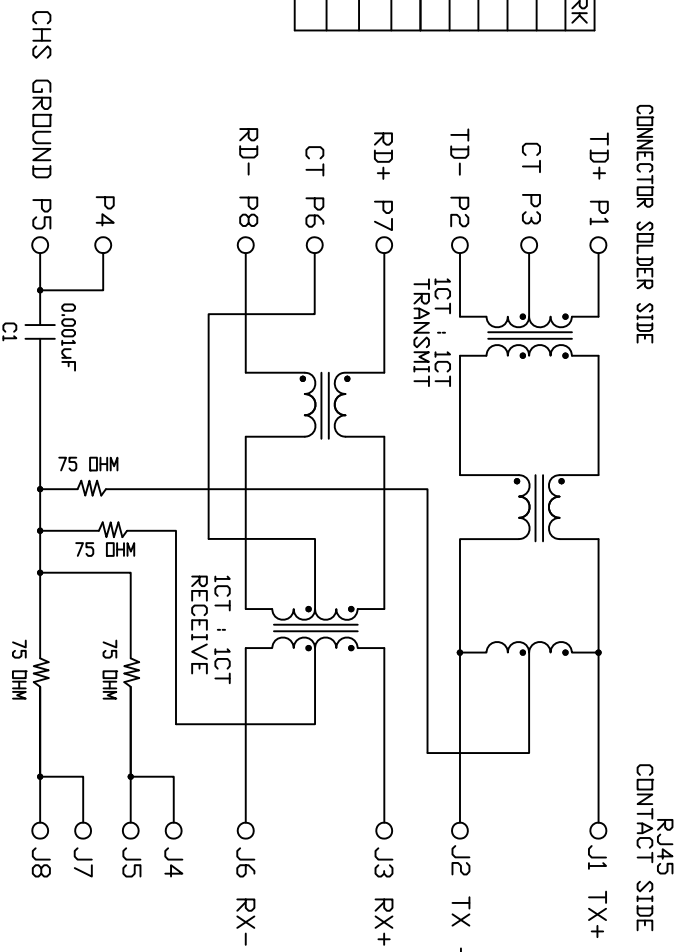 RK
CONNECTOR SOLDER SIDE
RJ45
CONTACT SIDE
TD+ P1
CT P3
TD- P2
1CT : 1CT
TRANSMIT
J1 TX+
J2 TX -
RD+ P7
CT P6
RD- P8
1CT : 1CT
RECEIVE
J3 RX+
J6 RX-
P4
CHS GROUND P5
0.001uF
C1
75 OHM
75 OHM
75 OHM
75 OHM
J4
J5
J7
J8